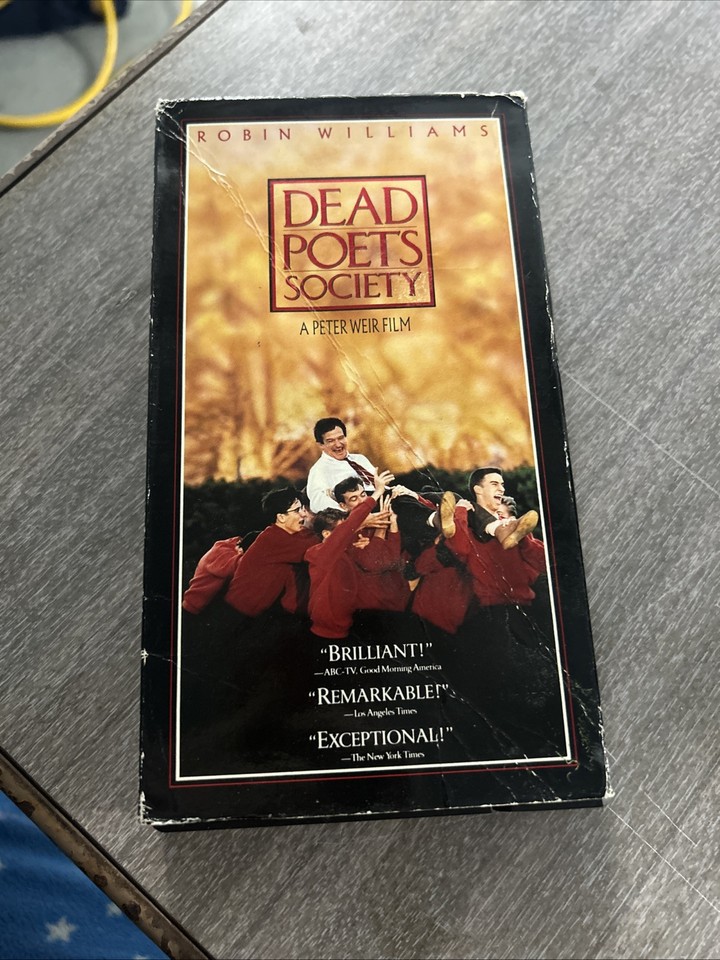 ROBIN WILLIAMS
DEAD
POETS
SOCIETY
A PETER WEIR FILM
“BRILLIANT!”
—ABC-TV, Good Morning America
“REMARKABLE!”
—Los Angeles Times
“EXCEPTIONAL!”
—The New York Times